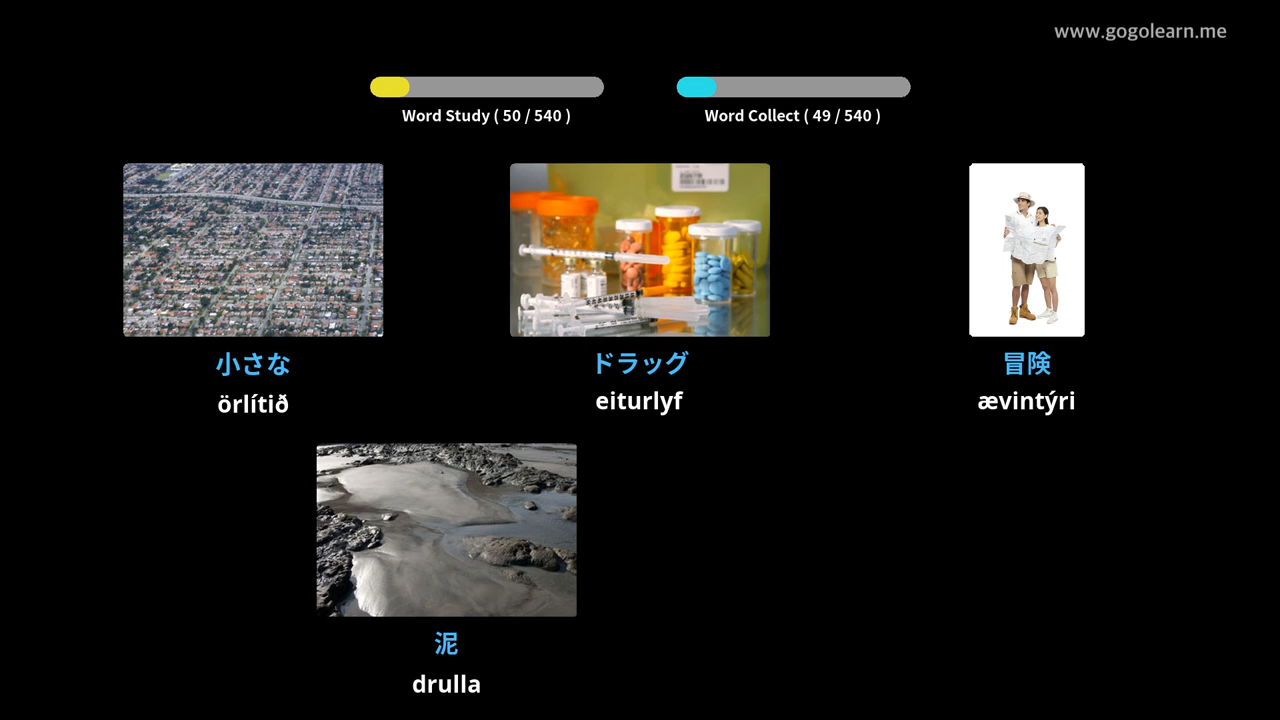 www.gogolearn.me
Word Study ( 50 / 540 )
Word Collect ( 49 / 540 )
小さな
örlítið
ドラッグ
eiturlyf
冒険
ævintýri
泥
drulla